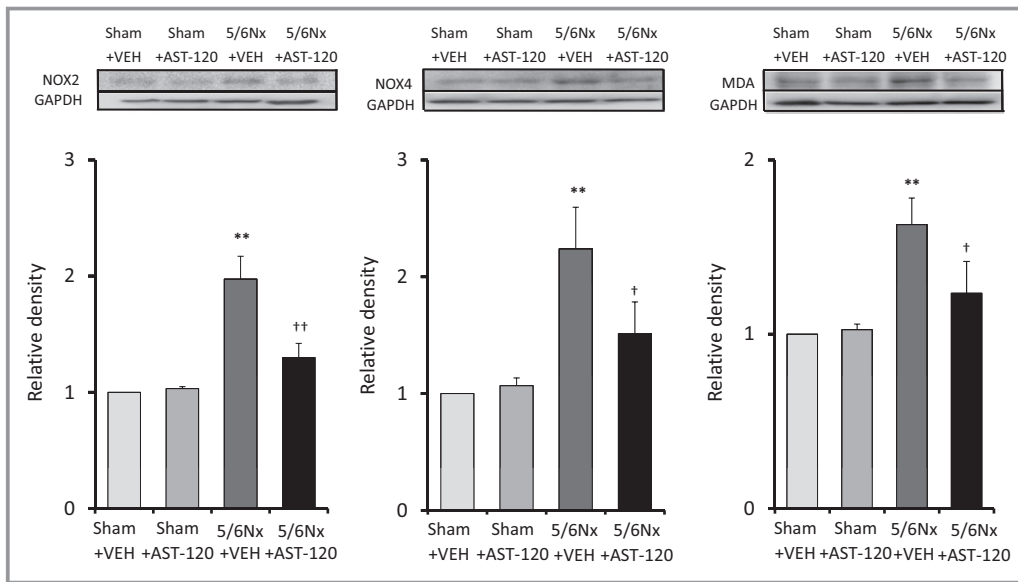 Sham Sham 5/6Nx 5/6Nx
+VEH +AST-120 +VEH +AST-120
NOX2
GAPDH
3
2
1
0
Relative density
**
††
Sham Sham 5/6Nx 5/6Nx
+VEH +AST-120 +VEH +AST-120
Sham Sham 5/6Nx 5/6Nx
+VEH +AST-120 +VEH +AST-120
NOX4
GAPDH
3
2
1
0
Relative density
**
†
Sham Sham 5/6Nx 5/6Nx
+VEH +AST-120 +VEH +AST-120
Sham Sham 5/6Nx 5/6Nx
+VEH +AST-120 +VEH +AST-120
MDA
GAPDH
2
1
0
Relative density
**
†
Sham Sham 5/6Nx 5/6Nx
+VEH +AST-120 +VEH +AST-120